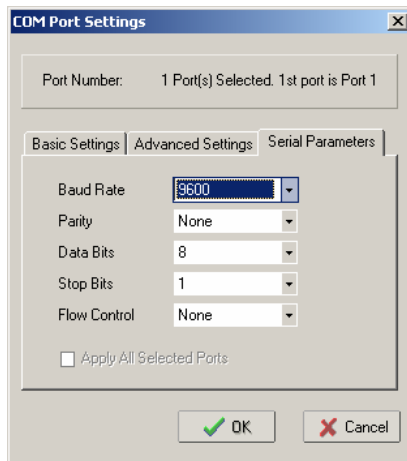 COM Port Settings
Port Number: 1 Port(s) Selected. 1st port is Port 1
Basic Settings Advanced Settings Serial Parameters
Baud Rate 9600
Parity None
Data Bits 8
Stop Bits 1
Flow Control None
Apply All Selected Ports
OK Cancel